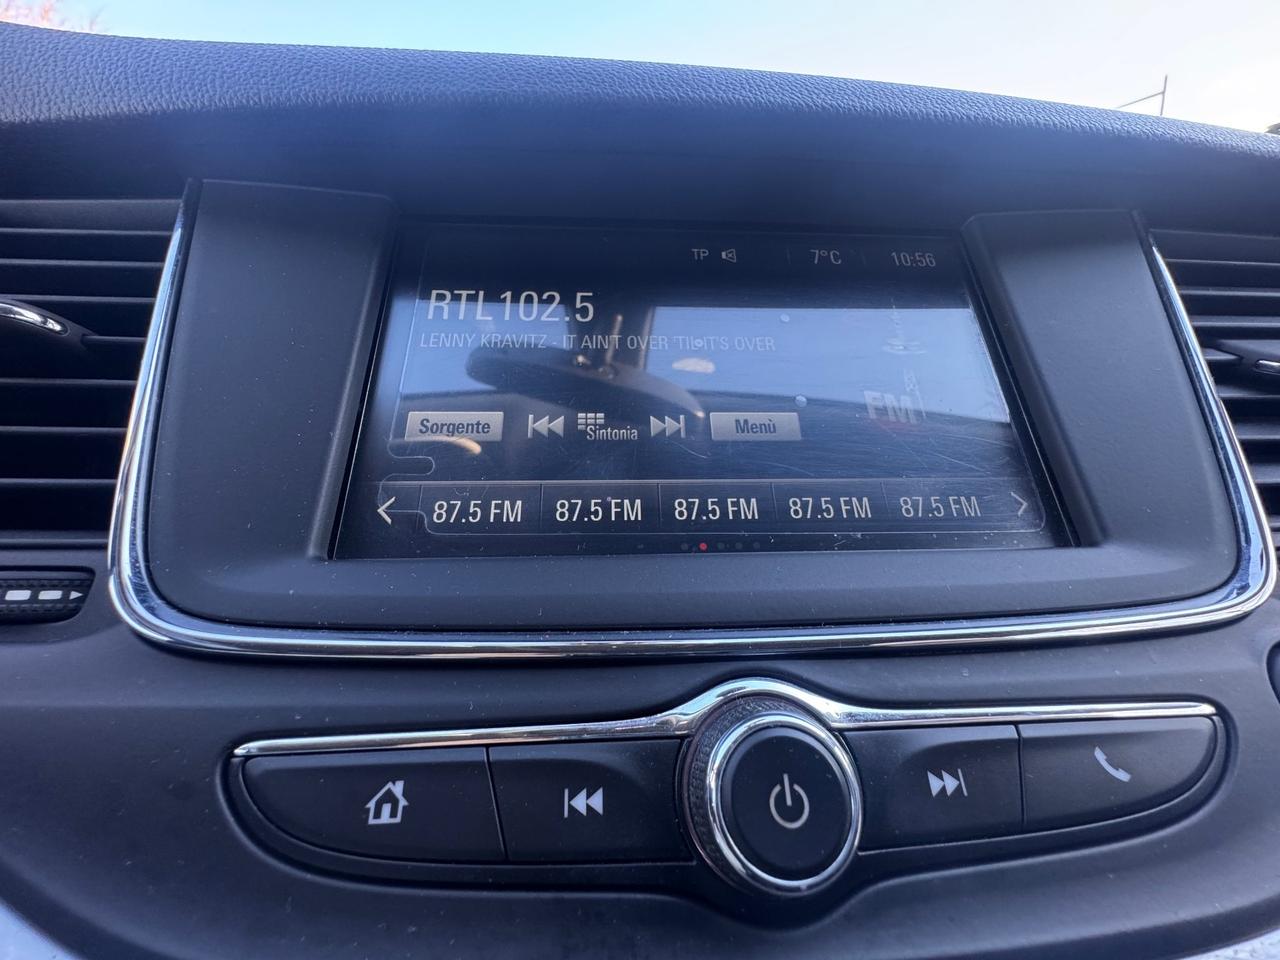 TP 7°C 10:56
RTL102.5
LENNY KRAVITZ - IT AIN'T OVER 'TIL IT'S OVER
FM
Sorgente Sintonia Menù
87.5 FM 87.5 FM 87.5 FM 87.5 FM 87.5 FM